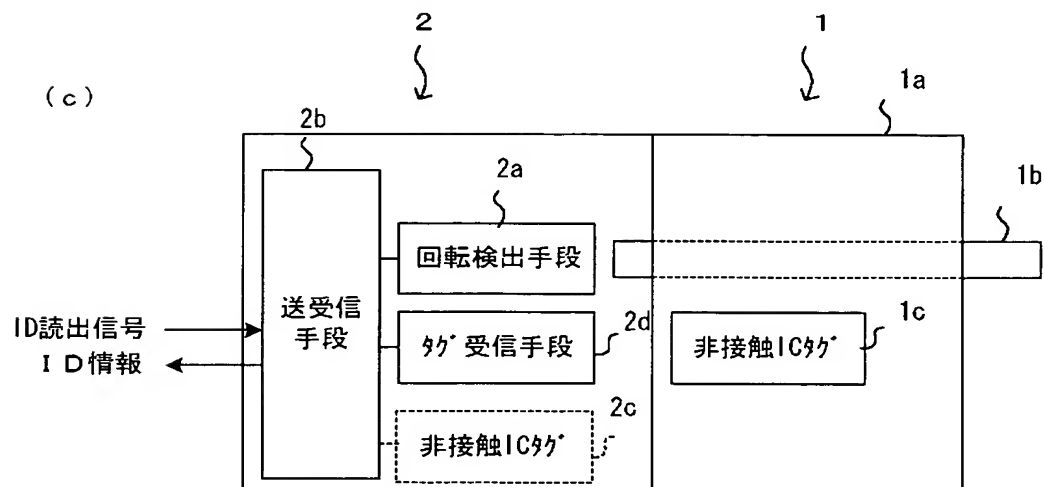 2
1
(c)
1a
2b
2a
1b
回転検出手段
送受信
手段
ID読出信号
ID情報
タグ受信手段
2d
非接触ICタグ
1c
2c
非接触ICタグ